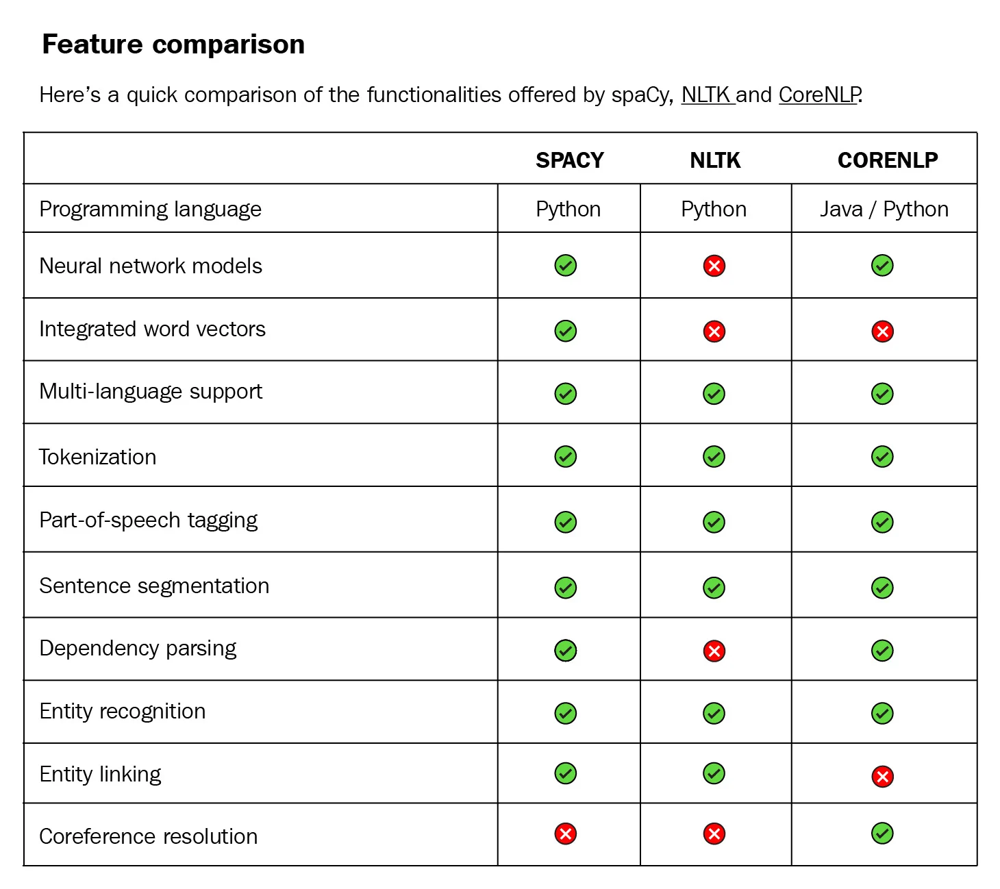 Feature comparison
Here’s a quick comparison of the functionalities offered by spaCy, NLTK and CoreNLP.
SPACY NLTK CORENLP
Programming language Python Python Java / Python
Neural network models
Integrated word vectors
Multi-language support
Tokenization
Part-of-speech tagging
Sentence segmentation
Dependency parsing
Entity recognition
Entity linking
Coreference resolution